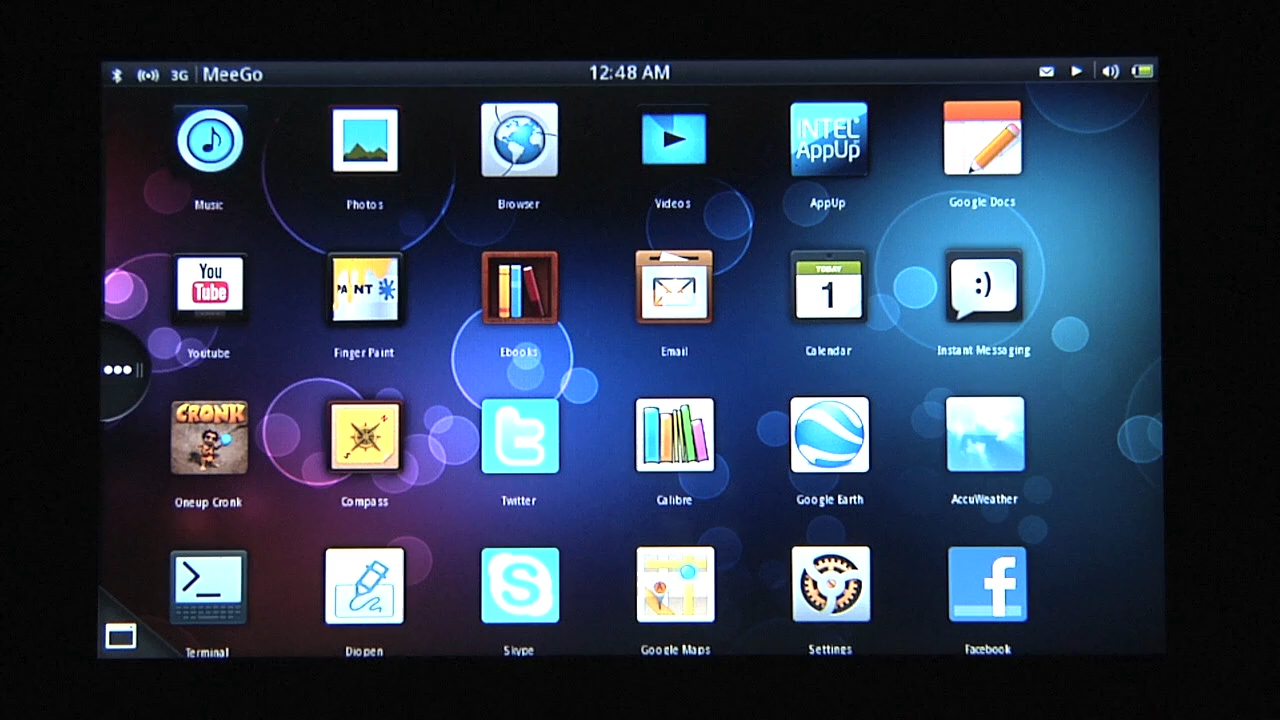 3G MeeGo 12:48 AM
INTEL
AppUp
Music Photos Browser Videos AppUp Google Docs
You
Tube
PAINT
TODAY
1
:)
Youtube Finger Paint Ebooks Email Calendar Instant Messaging
CRONK
N
S
Oneup Cronk Compass Twitter Calibre Google Earth AccuWeather
>_
S
A
f
Terminal Diopen Skype Google Maps Settings Facebook